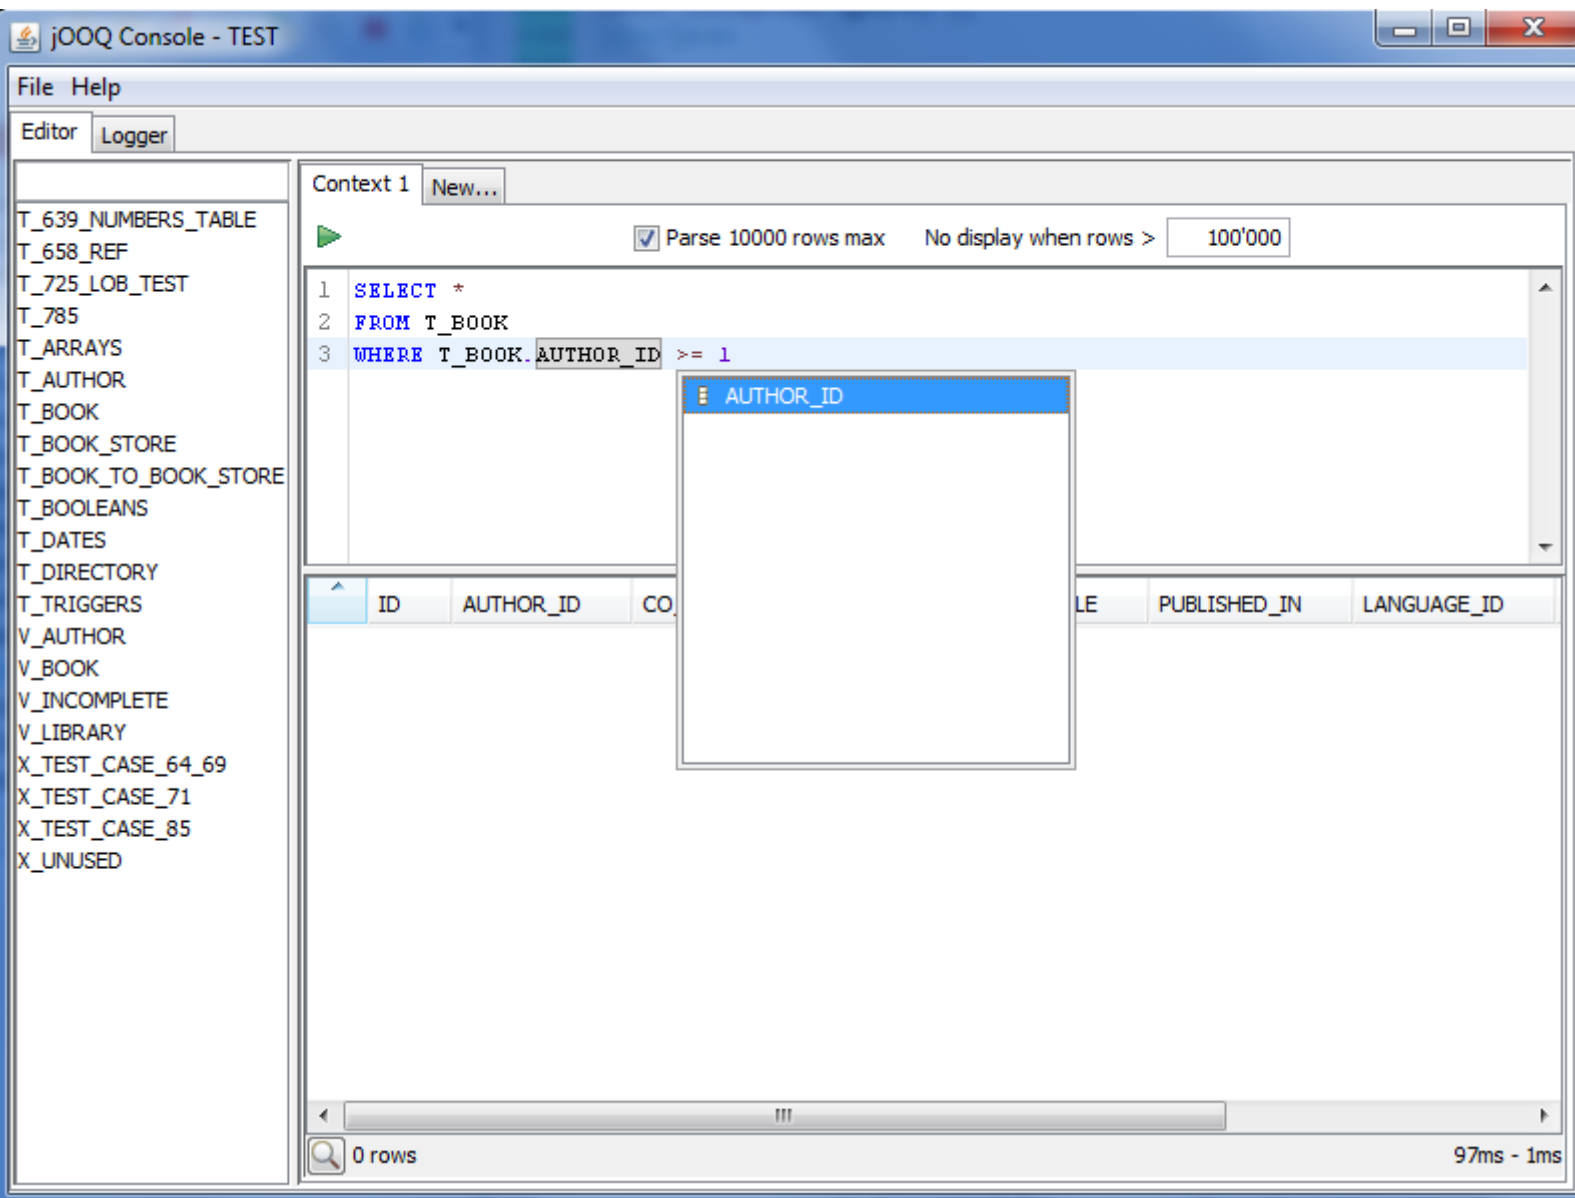 jOOQ Console - TEST
File Help
Editor Logger
T_639_NUMBERS_TABLE
T_658_REF
T_725_LOB_TEST
T_785
T_ARRAYS
T_AUTHOR
T_BOOK
T_BOOK_STORE
T_BOOK_TO_BOOK_STORE
T_BOOLEANS
T_DATES
T_DIRECTORY
T_TRIGGERS
V_AUTHOR
V_BOOK
V_INCOMPLETE
V_LIBRARY
X_TEST_CASE_64_69
X_TEST_CASE_71
X_TEST_CASE_85
X_UNUSED
Context 1 New...
Parse 10000 rows max No display when rows > 100'000
1 SELECT *
2 FROM T_BOOK
3 WHERE T_BOOK.AUTHOR_ID >= 1
AUTHOR_ID
ID AUTHOR_ID CO_ LE PUBLISHED_IN LANGUAGE_ID
0 rows 97ms - 1ms